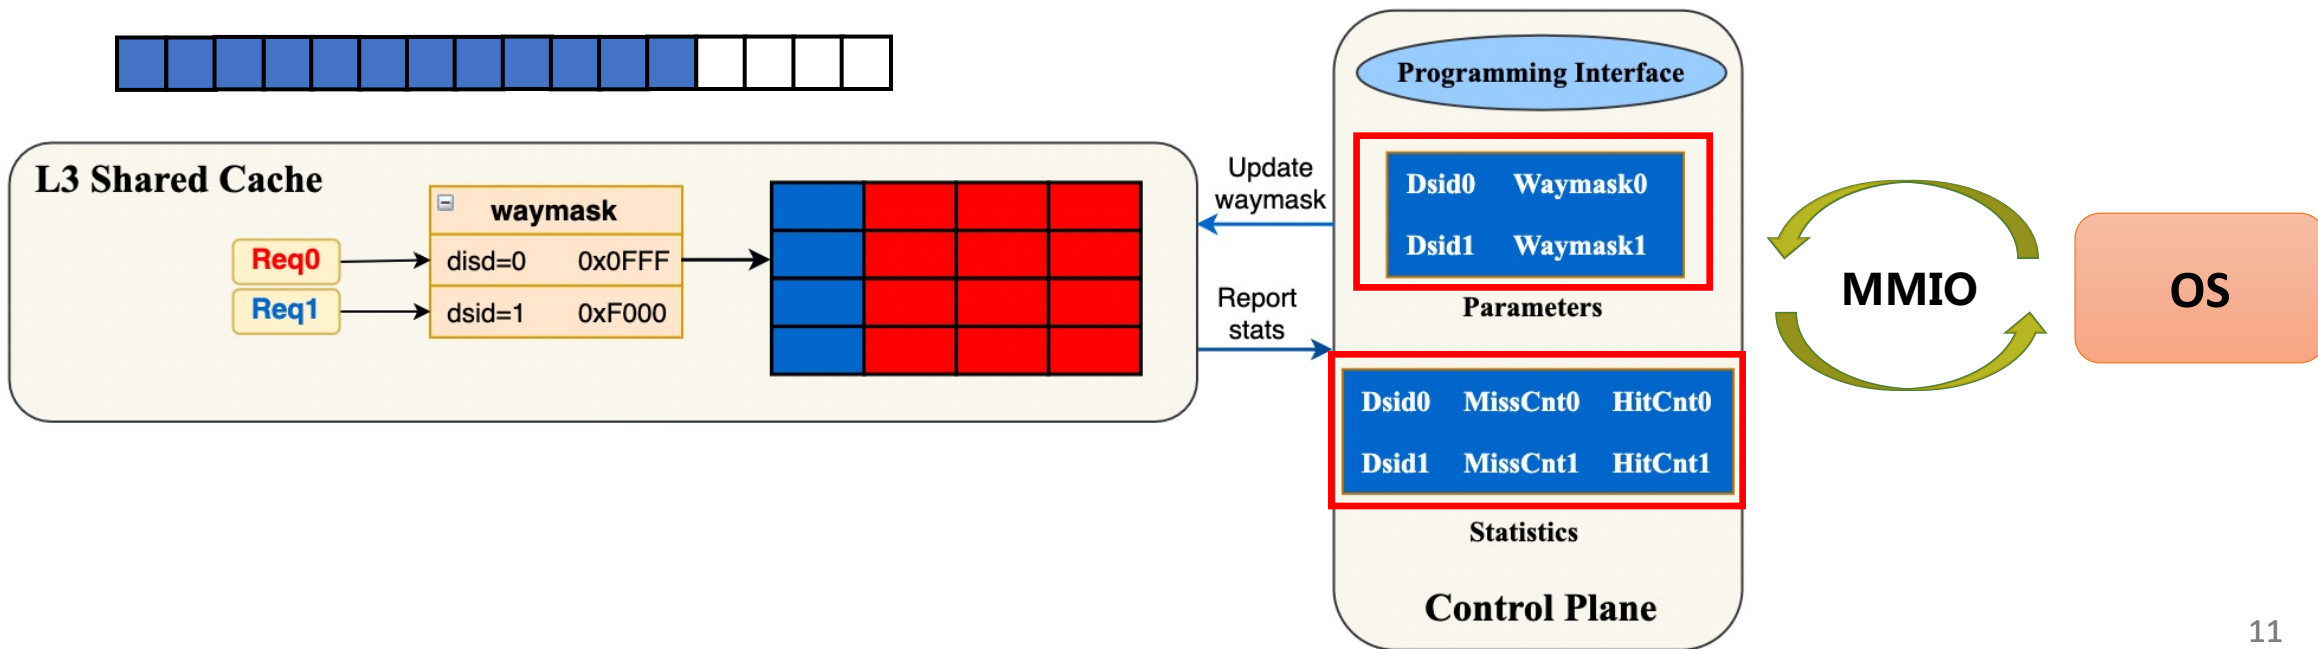 L3 Shared Cache
waymask
Req0
disd=0 0x0FFF
Req1
dsid=1 0xF000
Update
waymask
Report
stats
Programming Interface
Dsid0 Waymask0
Dsid1 Waymask1
Parameters
Dsid0 MissCnt0 HitCnt0
Dsid1 MissCnt1 HitCnt1
Statistics
Control Plane
MMIO
OS
11